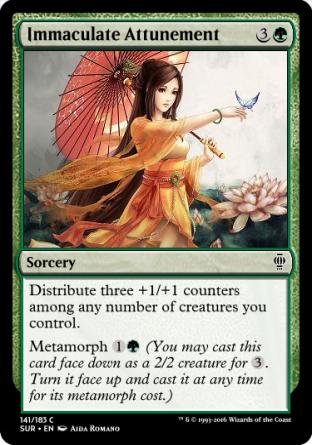 Immaculate Attunement 3
Sorcery
Distribute three +1/+1 counters
among any number of creatures you
control.
Metamorph 1 (You may cast this
card face down as a 2/2 creature for 3.
Turn it face up and cast it at any time
for its metamorph cost.)
141/183 C
SUR • EN Aida Romano
™ & © 1993-2016 Wizards of the Coast